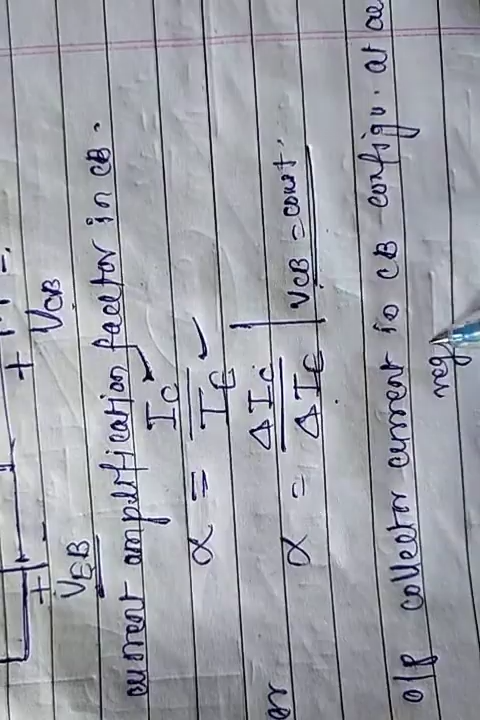 + VEB + VCB
current amplification factor in CB.
α = IC / IE
or α = ΔIC / ΔIE | VCB = const.
o/p collector current in CB configu. at
neg